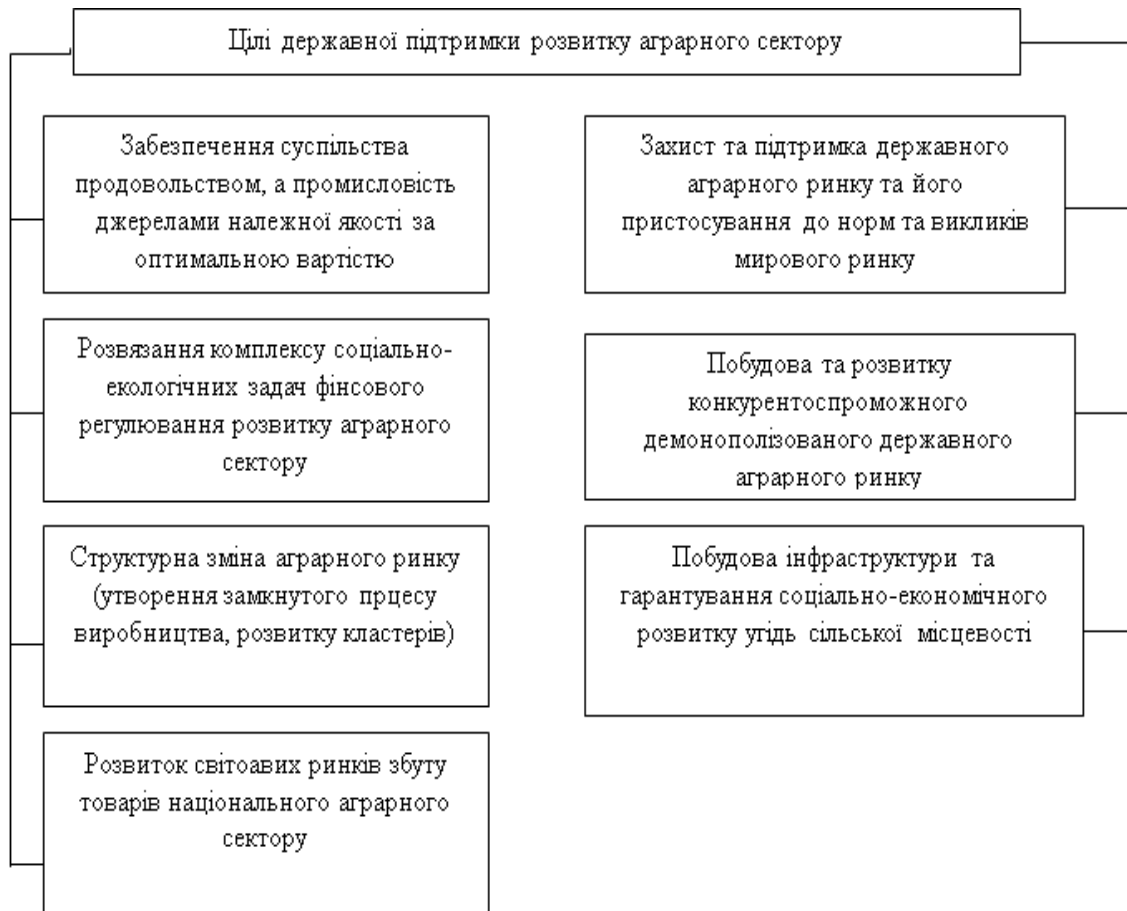 Цілі державної підтримки розвитку аграрного сектору
Забезпечення суспільства
продовольством, а промисловість
джерелами належної якості за
оптимальною вартістю
Розвязання комплексу соціально-
екологічних задач фінсового
регулювання розвитку аграрного
сектору
Структурна зміна аграрного ринку
(утворення замкнутого прцесу
виробництва, розвитку кластерів)
Розвиток світоавих ринків збуту
товарів національного аграрного
сектору
Захист та підтримка державного
аграрного ринку та його
пристосування до норм та викликів
мирового ринку
Побудова та розвитку
конкурентоспроможного
демонополізованого державного
аграрного ринку
Побудова інфраструктури та
гарантування соціально-економічного
розвитку угідь сільської місцевості